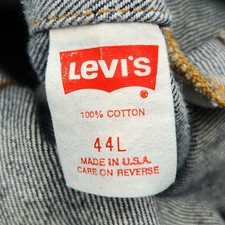 LEVI'S
®
100% COTTON
44L
MADE IN U.S.A.
CARE ON REVERSE